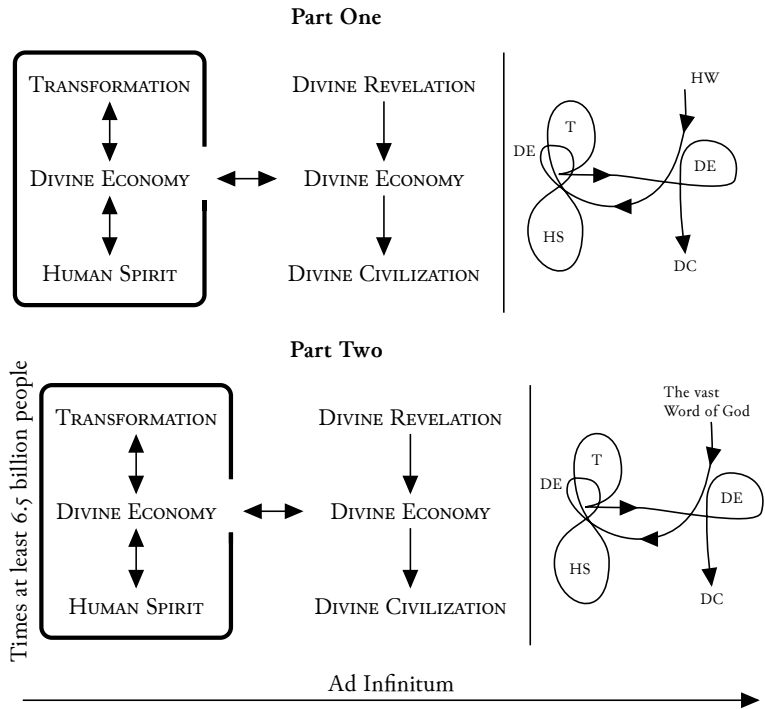 Part One
Transformation
Divine Economy
Human Spirit
Divine Revelation
Divine Economy
Divine Civilization
HW
T
DE
DE
HS
DC
Part Two
Times at least 6.5 billion people
Transformation
Divine Economy
Human Spirit
Divine Revelation
Divine Economy
Divine Civilization
The vast
Word of God
T
DE
DE
HS
DC
Ad Infinitum